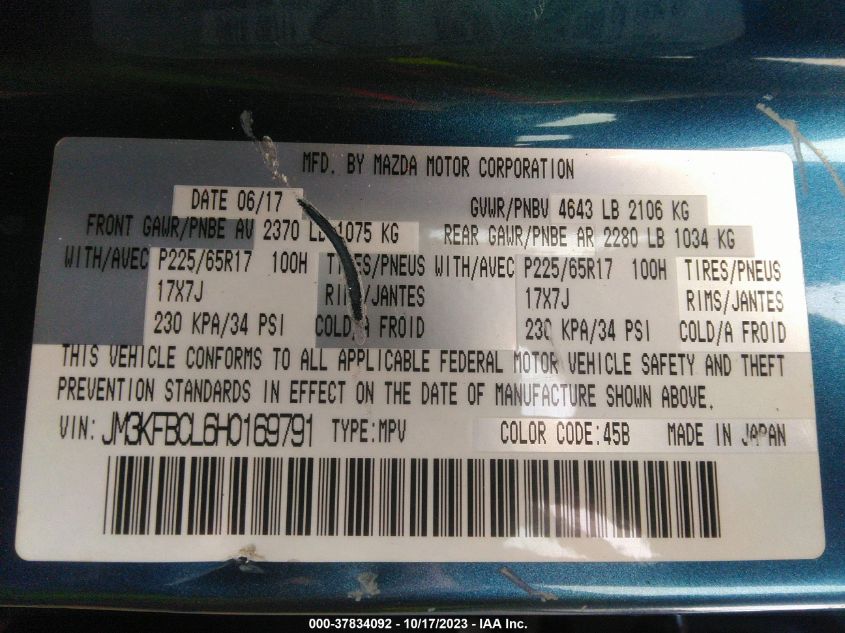 MFD. BY MAZDA MOTOR CORPORATION
DATE 06/17 GVWR/PNBV 4643 LB 2106 KG
FRONT GAWR/PNBE AV 2370 LB 1075 KG REAR GAWR/PNBE AR 2280 LB 1034 KG
WITH/AVEC P225/65R17 100H TIRES/PNEUS WITH/AVEC P225/65R17 100H TIRES/PNEUS
17X7J RIMS/JANTES 17X7J RIMS/JANTES
230 KPA/34 PSI COLD/A FROID 230 KPA/34 PSI COLD/A FROID
THIS VEHICLE CONFORMS TO ALL APPLICABLE FEDERAL MOTOR VEHICLE SAFETY AND THEFT
PREVENTION STANDARDS IN EFFECT ON THE DATE OF MANUFACTURE SHOWN ABOVE.
VIN: JM3KFBCL6H0169791 TYPE:MPV COLOR CODE:45B MADE IN JAPAN
000-37834092 - 10/17/2023 - IAA Inc.